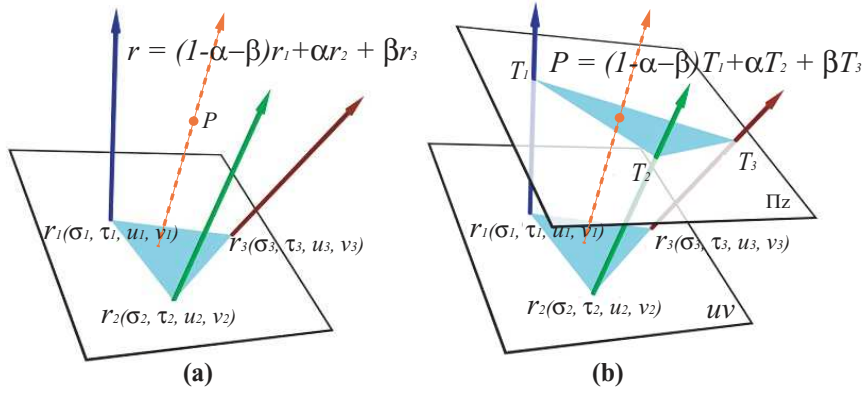 r = (1-α–β)r₁+αr₂ + βr₃
P
r₁(σ₁, τ₁, u₁, v₁)
r₃(σ₃, τ₃, u₃, v₃)
r₂(σ₂, τ₂, u₂, v₂)
(a)
T₁ P = (1-α–β)T₁+αT₂ + βT₃
T₂
T₃
Πz
r₁(σ₁, τ₁, u₁, v₁)
r₃(σ₃, τ₃, u₃, v₃)
r₂(σ₂, τ₂, u₂, v₂)
uv
(b)